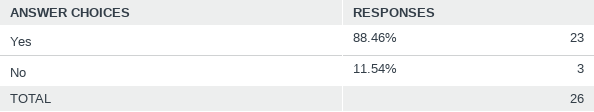 ANSWER CHOICES RESPONSES
Yes 88.46% 23
No 11.54% 3
TOTAL 26